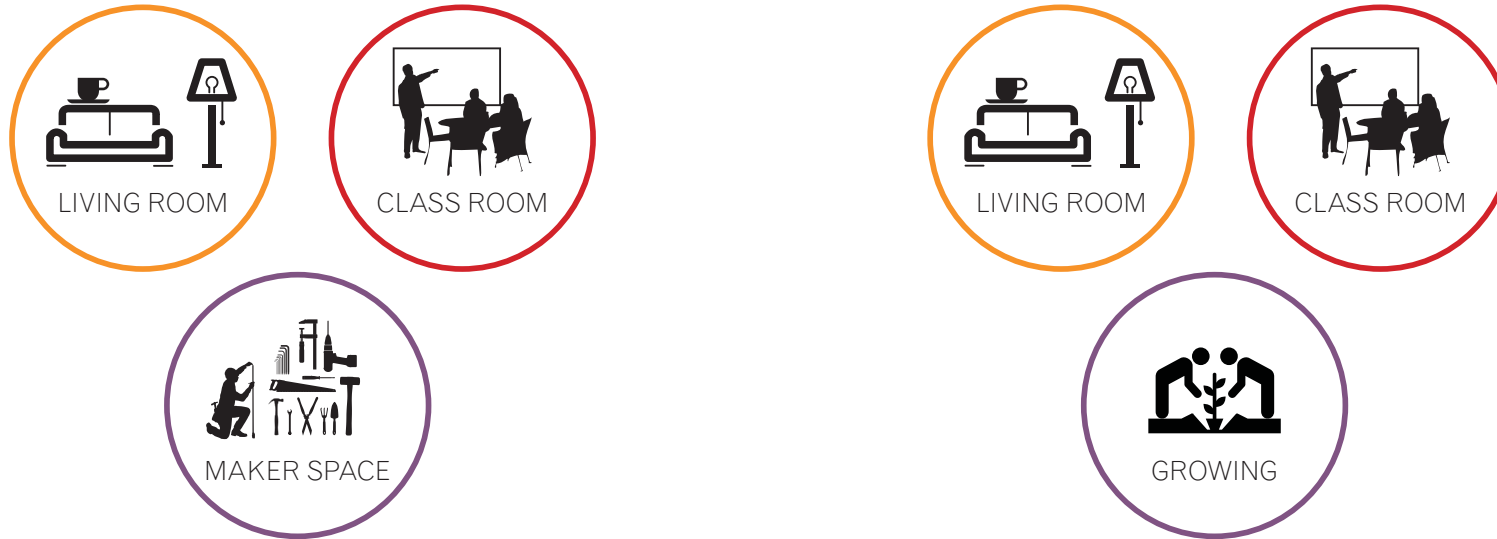 LIVING ROOM
CLASS ROOM
MAKER SPACE
LIVING ROOM
CLASS ROOM
GROWING